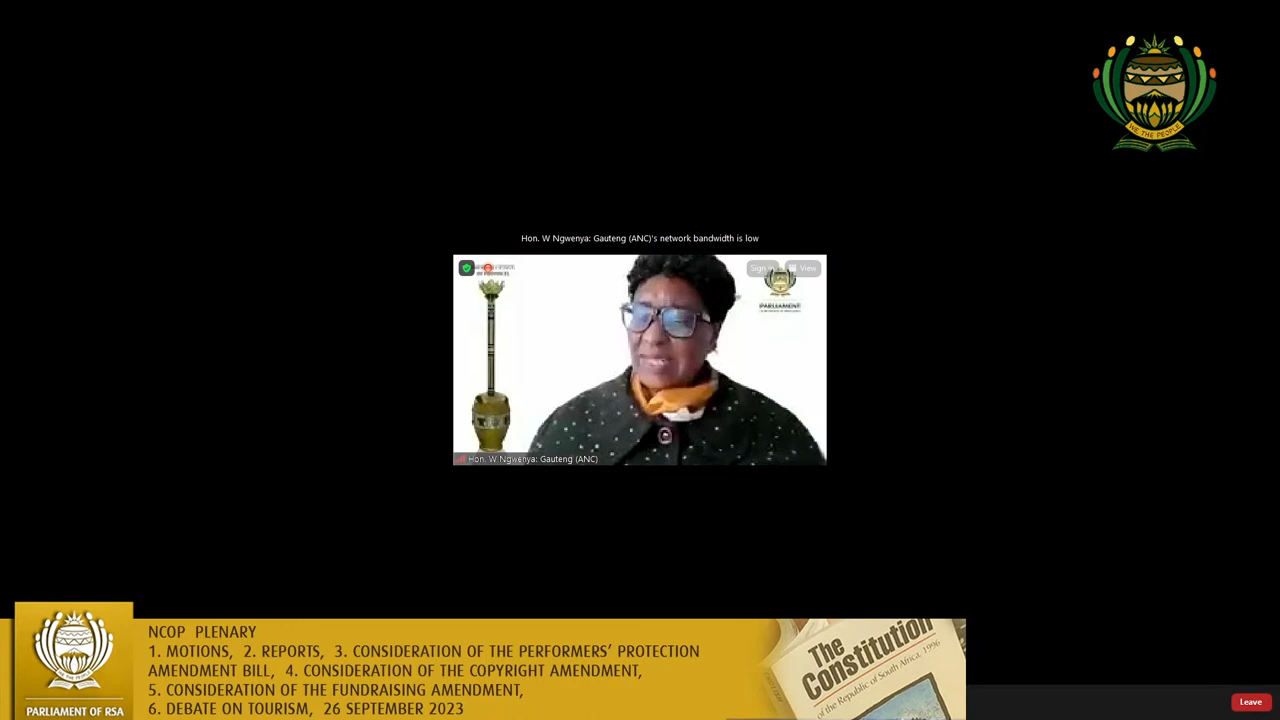 WE, THE PEOPLE
Hon. W Ngwenya: Gauteng (ANC)'s network bandwidth is low
Sign
View
PARLIAMENT
Hon. W Ngwenya: Gauteng (ANC)
NCOP PLENARY
1. MOTIONS, 2. REPORTS, 3. CONSIDERATION OF THE PERFORMERS’ PROTECTION
AMENDMENT BILL, 4. CONSIDERATION OF THE COPYRIGHT AMENDMENT,
5. CONSIDERATION OF THE FUNDRAISING AMENDMENT,
6. DEBATE ON TOURISM, 26 SEPTEMBER 2023
PARLIAMENT OF RSA
The
Constitution
of the Republic of South Africa, 1996
Leave